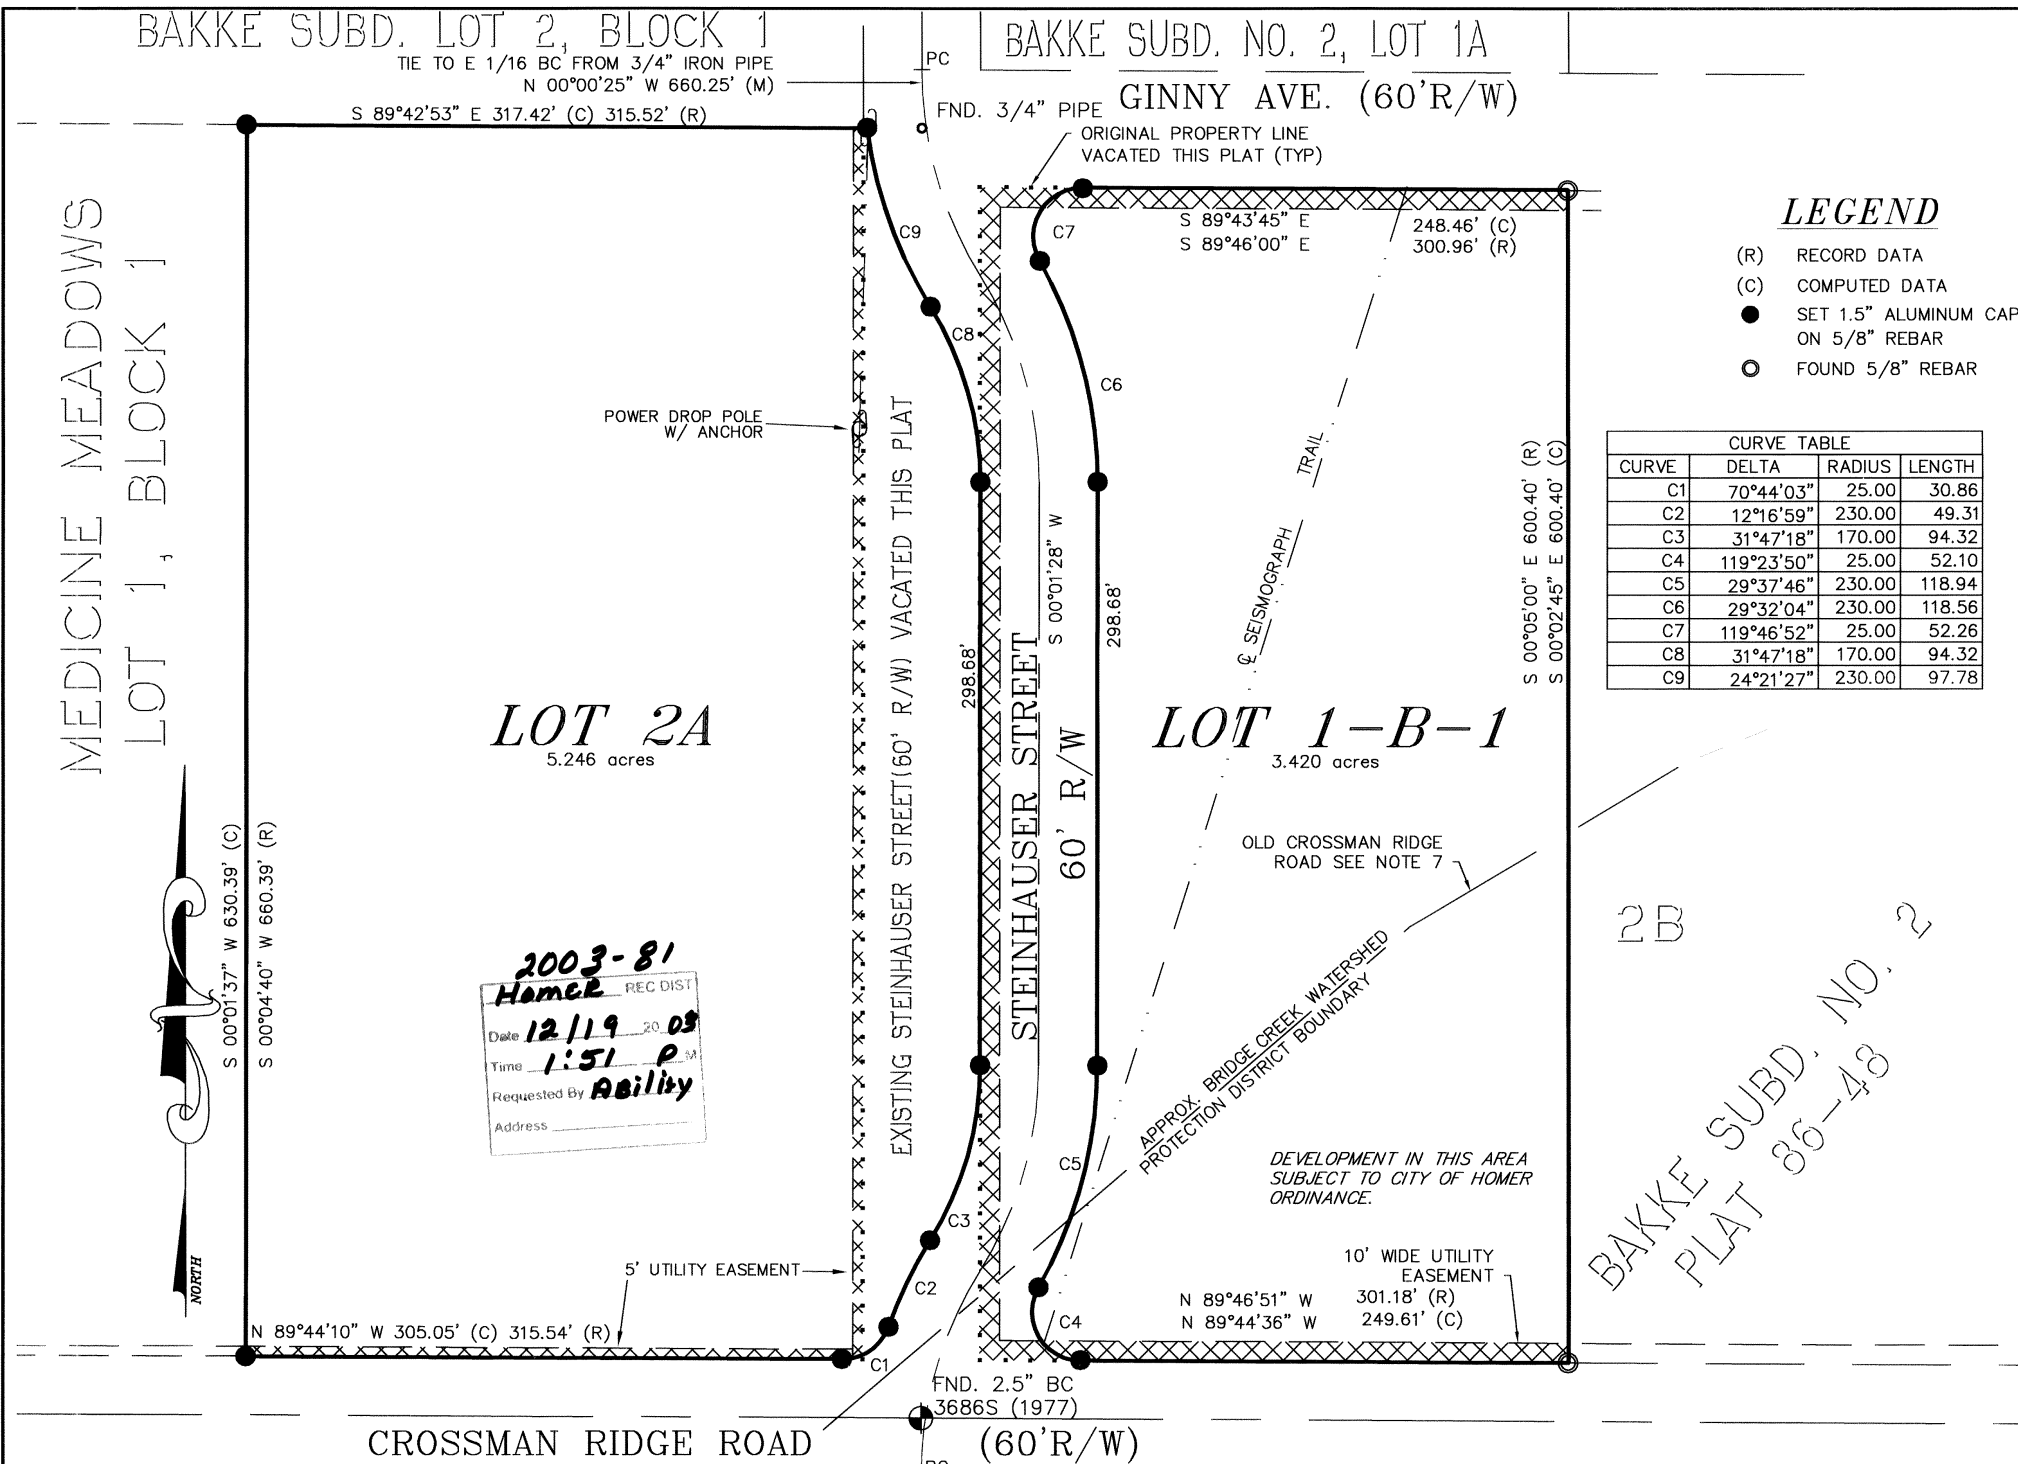 BAKKE SUBD. LOT 2, BLOCK 1
TIE TO E 1/16 BC FROM 3/4" IRON PIPE
N 00°00'25" W 660.25' (M)
PC
BAKKE SUBD. NO. 2, LOT 1A
GINNY AVE. (60'R/W)
FND. 3/4" PIPE
ORIGINAL PROPERTY LINE
VACATED THIS PLAT (TYP)
S 89°42'53" E 317.42' (C) 315.52' (R)
S 89°43'45" E 248.46' (C)
S 89°46'00" E 300.96' (R)
C9
C8
C7
C6
MEDICINE MEADOWS
LOT 1, BLOCK 1
POWER DROP POLE
W/ ANCHOR
EXISTING STEINHAUSER STREET(60' R/W) VACATED THIS PLAT
298.68'
STEINHAUSER STREET
60' R/W
S 00°01'28" W
298.68'
℄ SEISMOGRAPH TRAIL
S 00°05'00" E 600.40' (R)
S 00°02'45" E 600.40' (C)
LEGEND
(R) RECORD DATA
(C) COMPUTED DATA
SET 1.5" ALUMINUM CAP
ON 5/8" REBAR
FOUND 5/8" REBAR
CURVE TABLE
CURVE DELTA RADIUS LENGTH
C1 70°44'03" 25.00 30.86
C2 12°16'59" 230.00 49.31
C3 31°47'18" 170.00 94.32
C4 119°23'50" 25.00 52.10
C5 29°37'46" 230.00 118.94
C6 29°32'04" 230.00 118.56
C7 119°46'52" 25.00 52.26
C8 31°47'18" 170.00 94.32
C9 24°21'27" 230.00 97.78
LOT 2A
5.246 acres
LOT 1-B-1
3.420 acres
S 00°01'37" W 630.39' (C)
S 00°04'40" W 660.39' (R)
NORTH
2003-81
Homer REC DIST
Date 12/19 20 03
Time 1:51 P M
Requested By Ability
Address
OLD CROSSMAN RIDGE
ROAD SEE NOTE 7
APPROX. BRIDGE CREEK WATERSHED
PROTECTION DISTRICT BOUNDARY
2B
BAKKE SUBD. NO. 2
PLAT 86-48
DEVELOPMENT IN THIS AREA
SUBJECT TO CITY OF HOMER
ORDINANCE.
C5
C3
C2
C1
C4
5' UTILITY EASEMENT
10' WIDE UTILITY
EASEMENT
N 89°44'10" W 305.05' (C) 315.54' (R)
N 89°46'51" W 301.18' (R)
N 89°44'36" W 249.61' (C)
FND. 2.5" BC
3686S (1977)
CROSSMAN RIDGE ROAD (60'R/W)